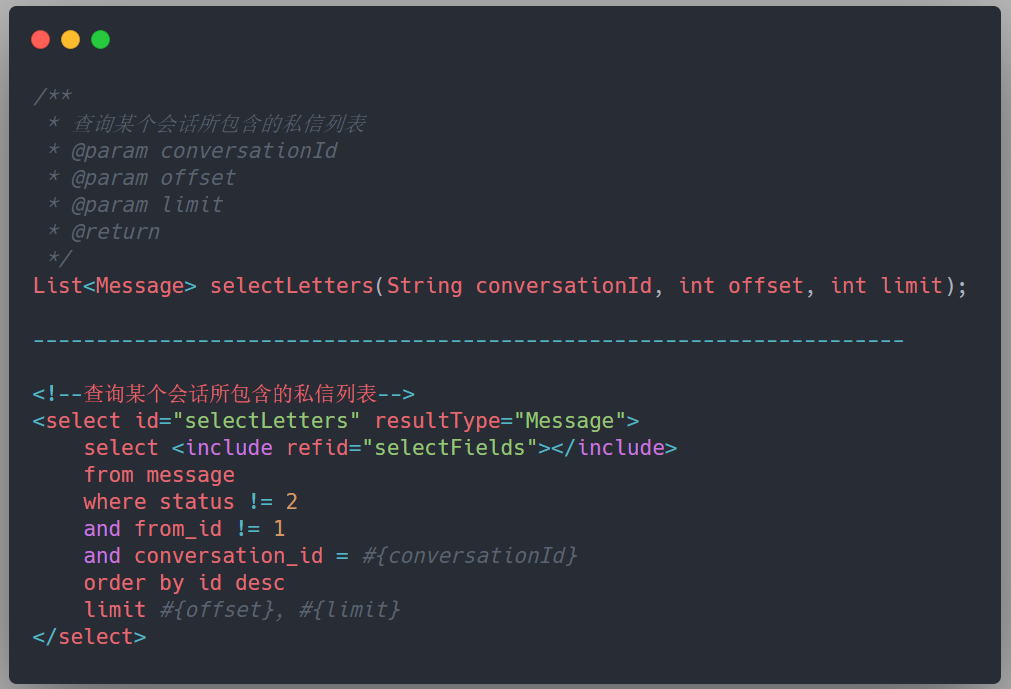 /**
 * 查询某个会话所包含的私信列表
 * @param conversationId
 * @param offset
 * @param limit
 * @return
 */
List<Message> selectLetters(String conversationId, int offset, int limit);
---------------------------------------------------------------------
<!--查询某个会话所包含的私信列表-->
<select id="selectLetters" resultType="Message">
    select <include refid="selectFields"></include>
    from message
    where status != 2
    and from_id != 1
    and conversation_id = #{conversationId}
    order by id desc
    limit #{offset}, #{limit}
</select>